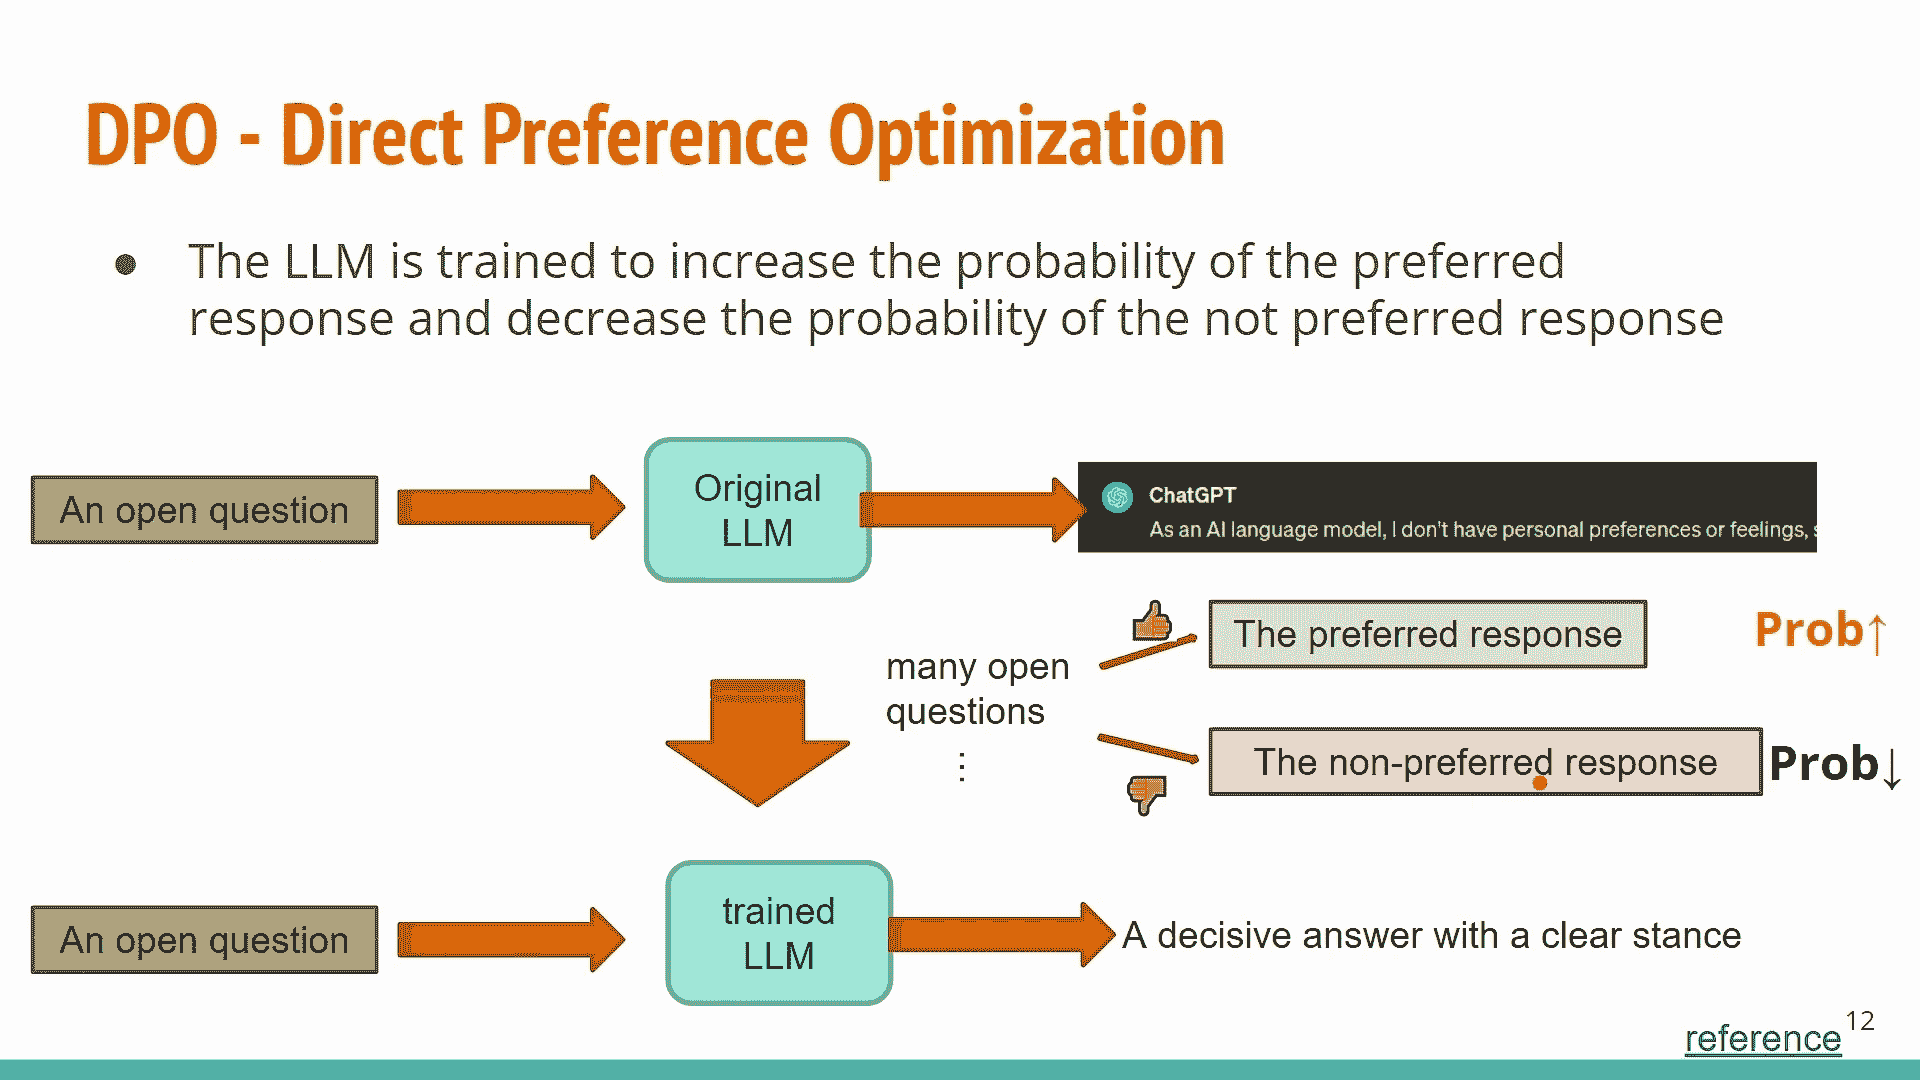 DPO - Direct Preference Optimization
● The LLM is trained to increase the probability of the preferred
response and decrease the probability of the not preferred response
An open question
Original
LLM
ChatGPT
As an AI language model, I don't have personal preferences or feelings,
many open
questions
⋮
The preferred response
Prob↑
The non-preferred response
Prob↓
An open question
trained
LLM
A decisive answer with a clear stance
reference
12